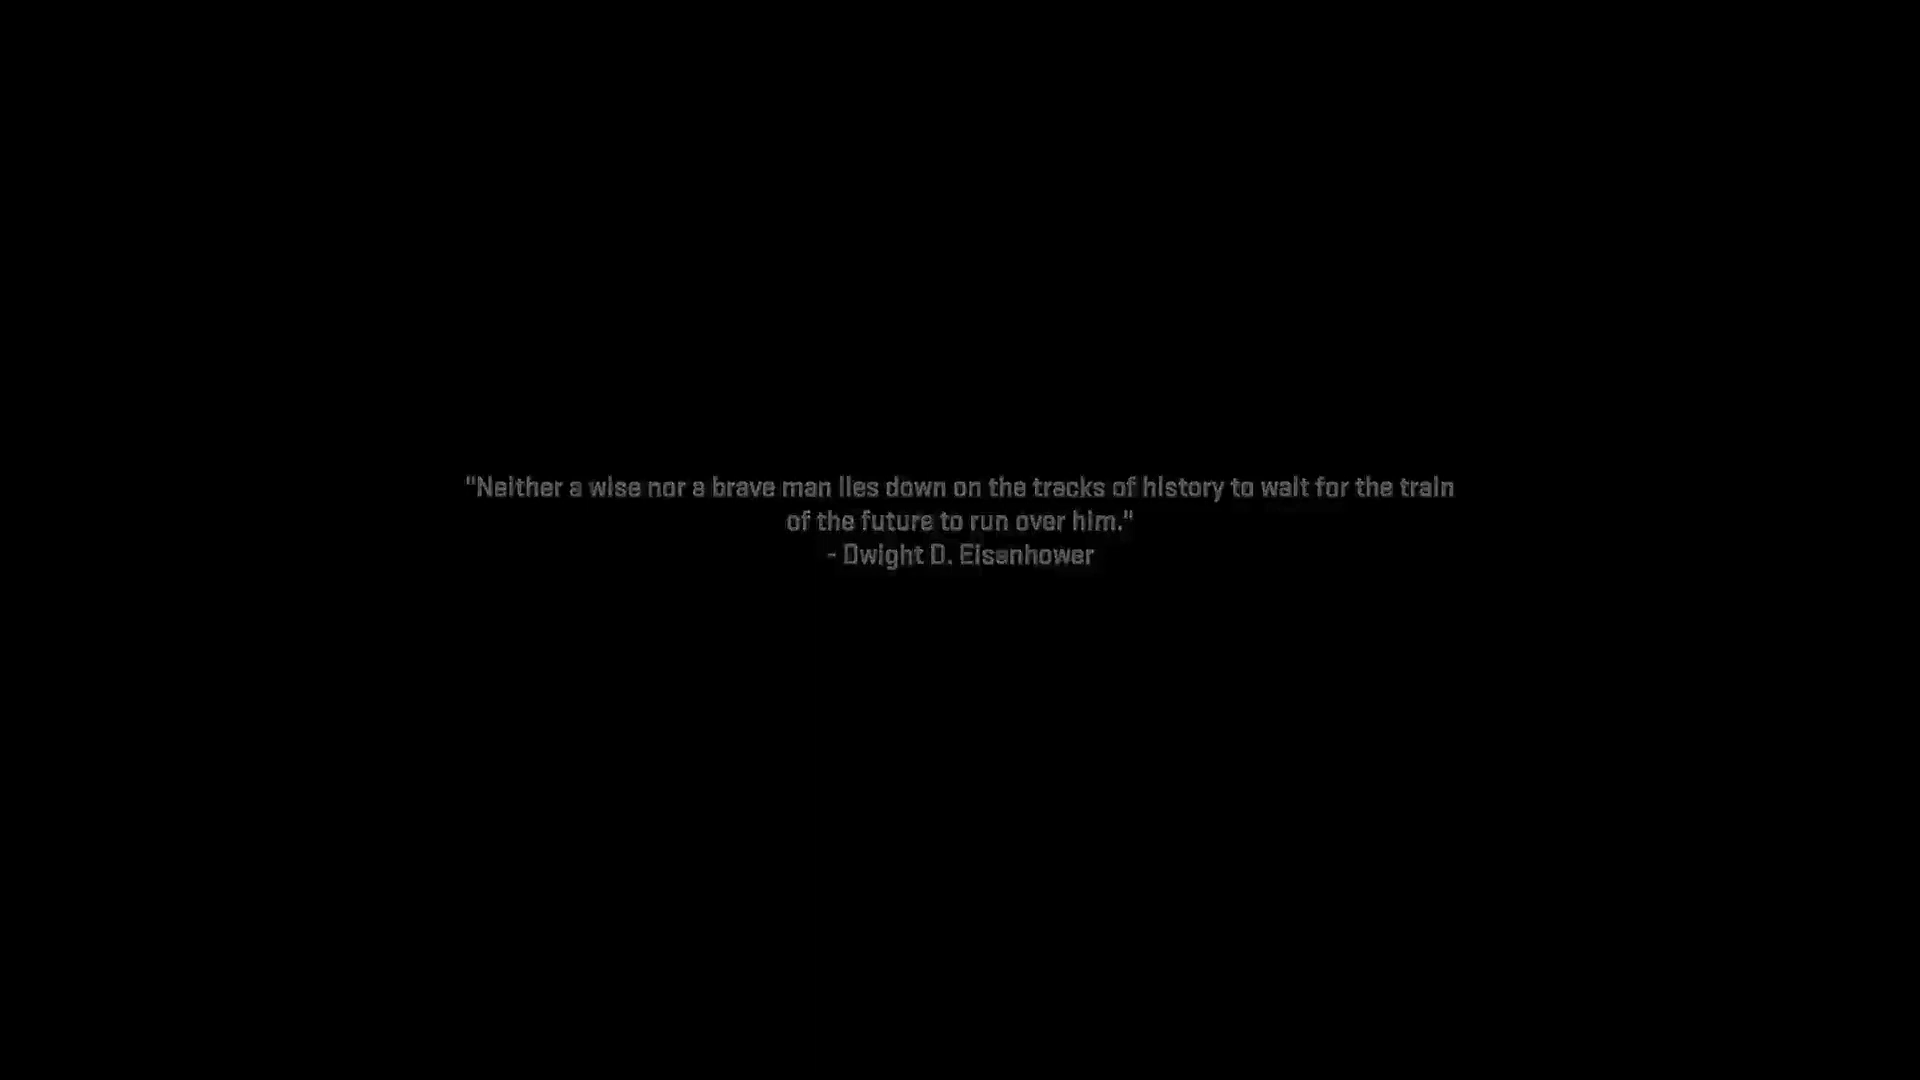 "Neither a wise nor a brave man lies down on the tracks of history to wait for the train
of the future to run over him."
- Dwight D. Eisenhower